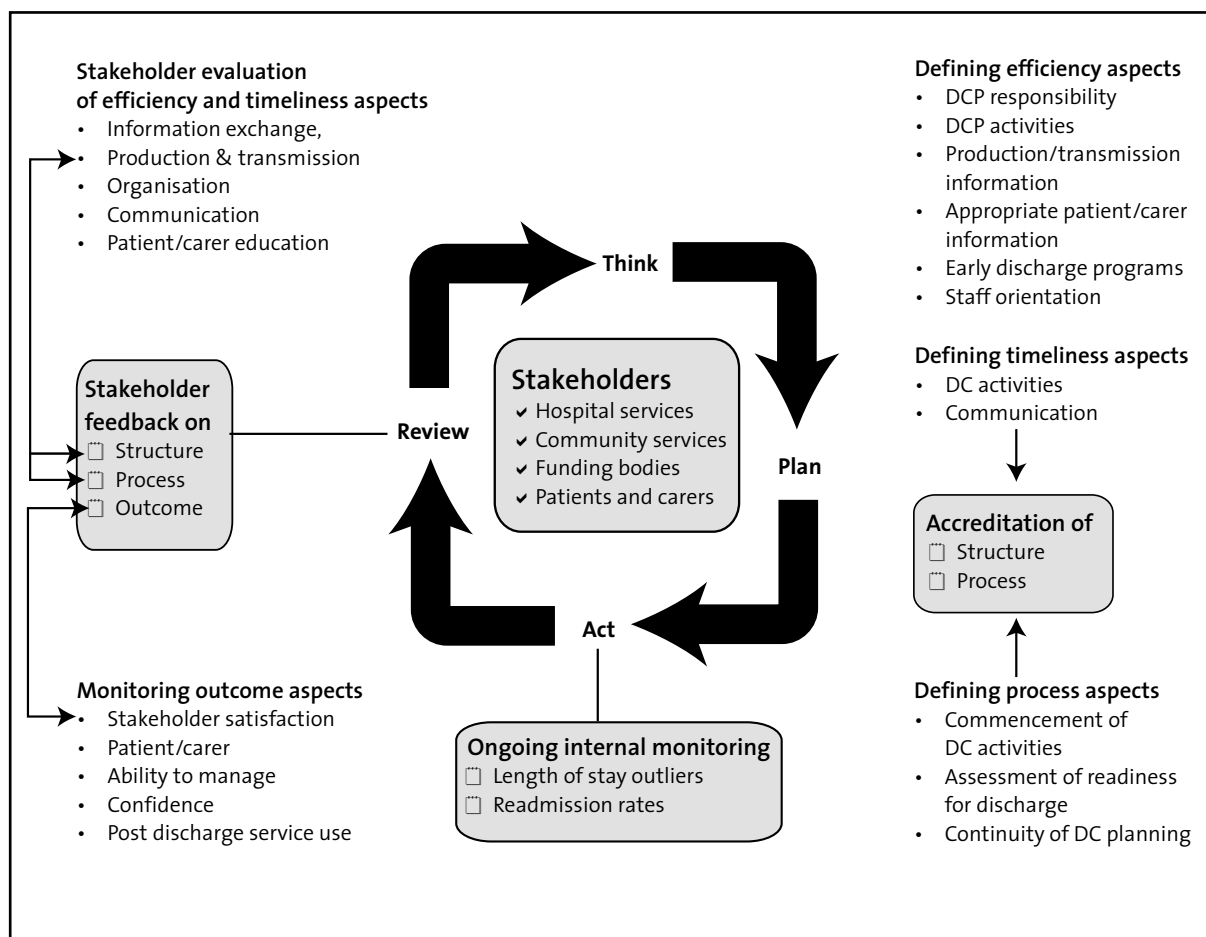 Stakeholder evaluation
of efficiency and timeliness aspects
• Information exchange,
• Production & transmission
• Organisation
• Communication
• Patient/carer education
Defining efficiency aspects
• DCP responsibility
• DCP activities
• Production/transmission
information
• Appropriate patient/carer
information
• Early discharge programs
• Staff orientation
Think
Stakeholders
✓ Hospital services
✓ Community services
✓ Funding bodies
✓ Patients and carers
Defining timeliness aspects
• DC activities
• Communication
Stakeholder
feedback on
Structure
Process
Outcome
Review
Plan
Accreditation of
Structure
Process
Act
Monitoring outcome aspects
• Stakeholder satisfaction
• Patient/carer
• Ability to manage
• Confidence
• Post discharge service use
Ongoing internal monitoring
Length of stay outliers
Readmission rates
Defining process aspects
• Commencement of
DC activities
• Assessment of readiness
for discharge
• Continuity of DC planning